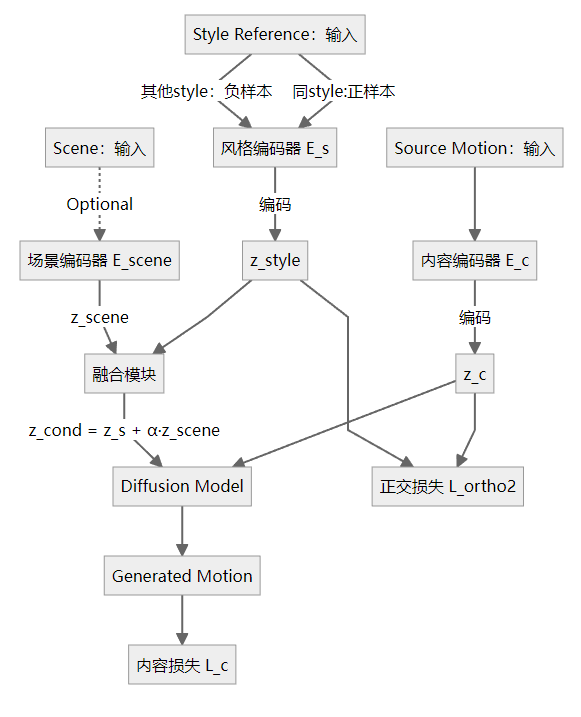 Style Reference：输入
其他style：负样本
同style:正样本
Scene：输入
风格编码器 E_s
Source Motion：输入
Optional
编码
场景编码器 E_scene
z_style
内容编码器 E_c
z_scene
编码
融合模块
z_c
z_cond = z_s + α·z_scene
Diffusion Model
正交损失 L_ortho2
Generated Motion
内容损失 L_c